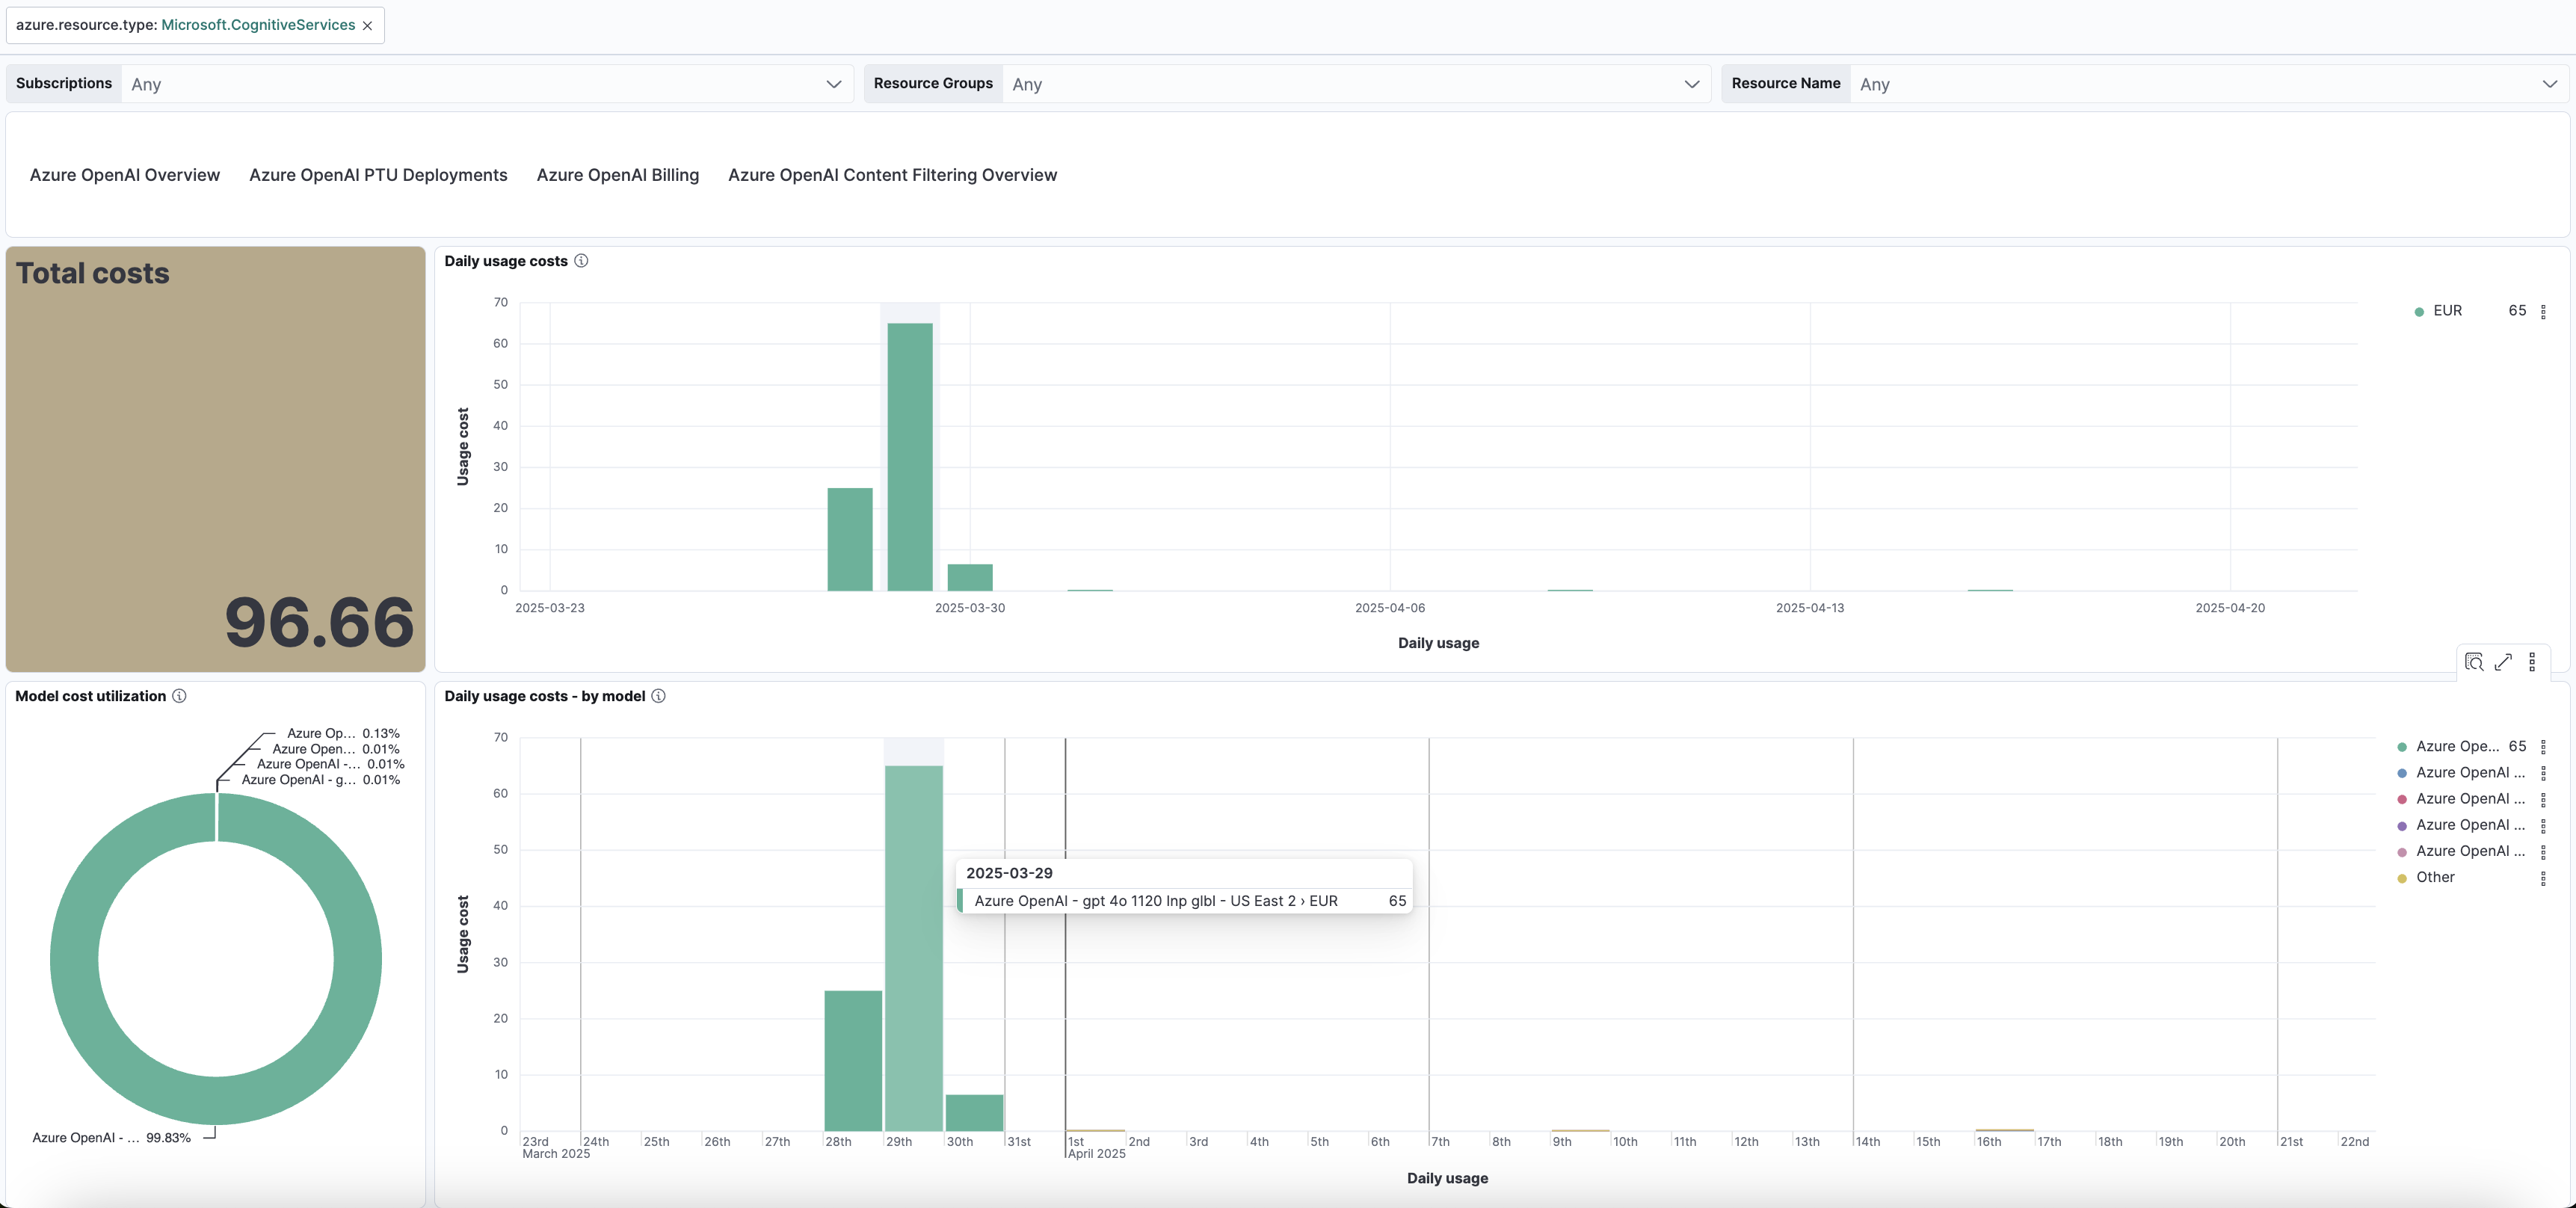 azure.resource.type: Microsoft.CognitiveServices ×
Subscriptions Any
Resource Groups Any
Resource Name Any
Azure OpenAI Overview Azure OpenAI PTU Deployments Azure OpenAI Billing Azure OpenAI Content Filtering Overview
Total costs
96.66
Daily usage costs
70
60
50
40
30
20
10
0
Usage cost
2025-03-23 2025-03-30 2025-04-06 2025-04-13 2025-04-20
Daily usage
EUR 65
Model cost utilization
Azure Op... 0.13%
Azure Open... 0.01%
Azure OpenAI -... 0.01%
Azure OpenAI - g... 0.01%
Azure OpenAI - ... 99.83%
Daily usage costs - by model
70
60
50
40
30
20
10
0
Usage cost
2025-03-29
Azure OpenAI - gpt 4o 1120 Inp glbl - US East 2 › EUR 65
23rd 24th 25th 26th 27th 28th 29th 30th 31st 1st 2nd 3rd 4th 5th 6th 7th 8th 9th 10th 11th 12th 13th 14th 15th 16th 17th 18th 19th 20th 21st 22nd
March 2025 April 2025
Daily usage
Azure Ope... 65
Azure OpenAI ...
Azure OpenAI ...
Azure OpenAI ...
Azure OpenAI ...
Other